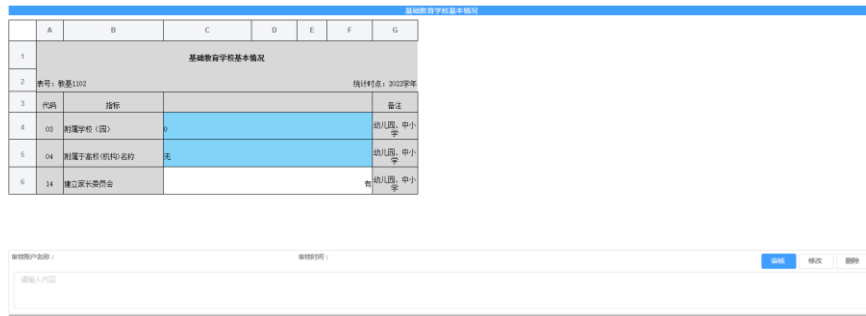 基础教育学校基本情况
A B C D E F G
1 基础教育学校基本情况
2 表号：教基1102 统计时点：2022学年
3 代码 指标 备注
4 03 附属学校（园） 0 幼儿园、中小学
5 04 附属于高校(机构)名称 无 幼儿园、中小学
6 14 建立家长委员会 有 幼儿园、中小学
审核账户名称： 审核时间： 审核 修改 删除
请输入内容